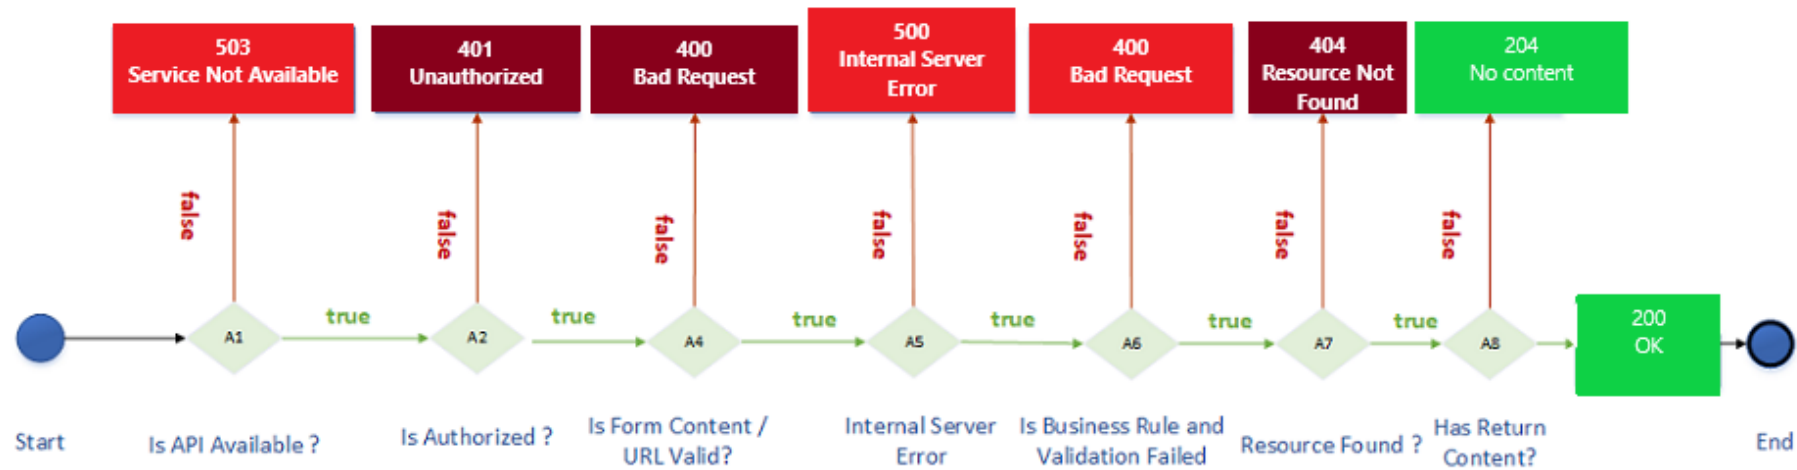 503
Service Not Available
401
Unauthorized
400
Bad Request
500
Internal Server
Error
400
Bad Request
404
Resource Not
Found
204
No content
false
false
false
false
false
false
false
A1
true
A2
true
A4
true
A5
true
A6
true
A7
true
A8
200
OK
Start
Is API Available ?
Is Authorized ?
Is Form Content /
URL Valid?
Internal Server
Error
Is Business Rule and
Validation Failed
Resource Found ?
Has Return
Content?
End